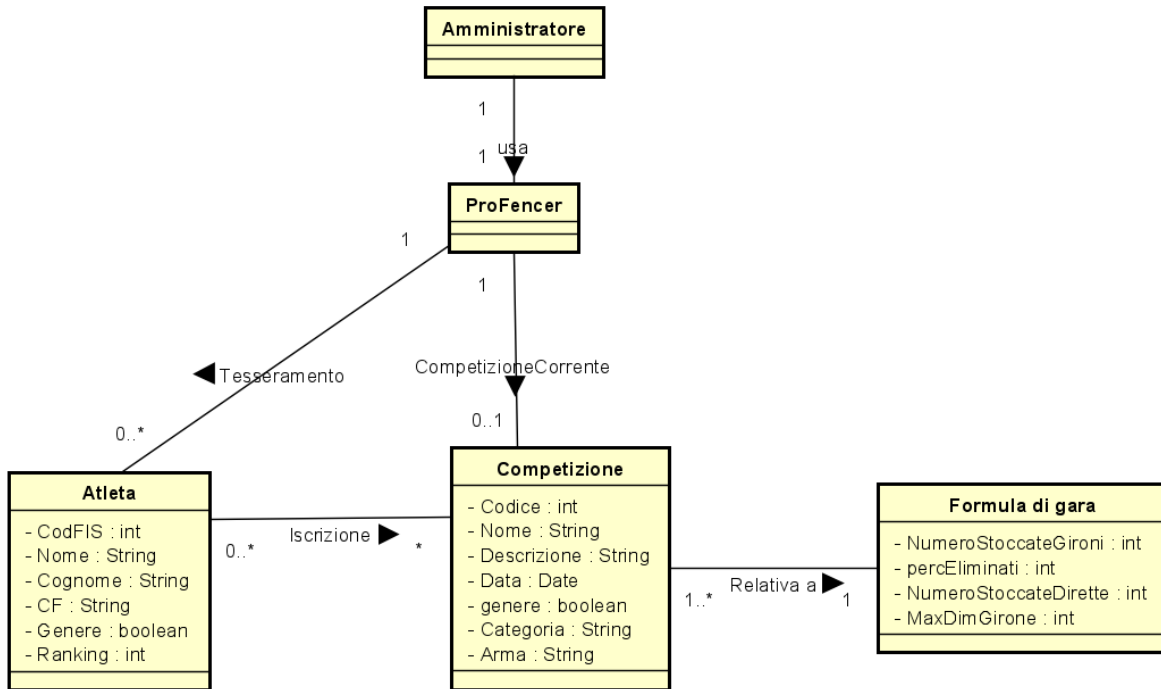 Amministratore
1
usa
1
ProFencer
1
1
Tesseramento
CompetizioneCorrente
0..*
0..1
Atleta
- CodFIS : int
- Nome : String
- Cognome : String
- CF : String
- Genere : boolean
- Ranking : int
Iscrizione
0..*
*
Competizione
- Codice : int
- Nome : String
- Descrizione : String
- Data : Date
- genere : boolean
- Categoria : String
- Arma : String
Relativa a
1..*
1
Formula di gara
- NumeroStoccateGironi : int
- percEliminati : int
- NumeroStoccateDirette : int
- MaxDimGirone : int